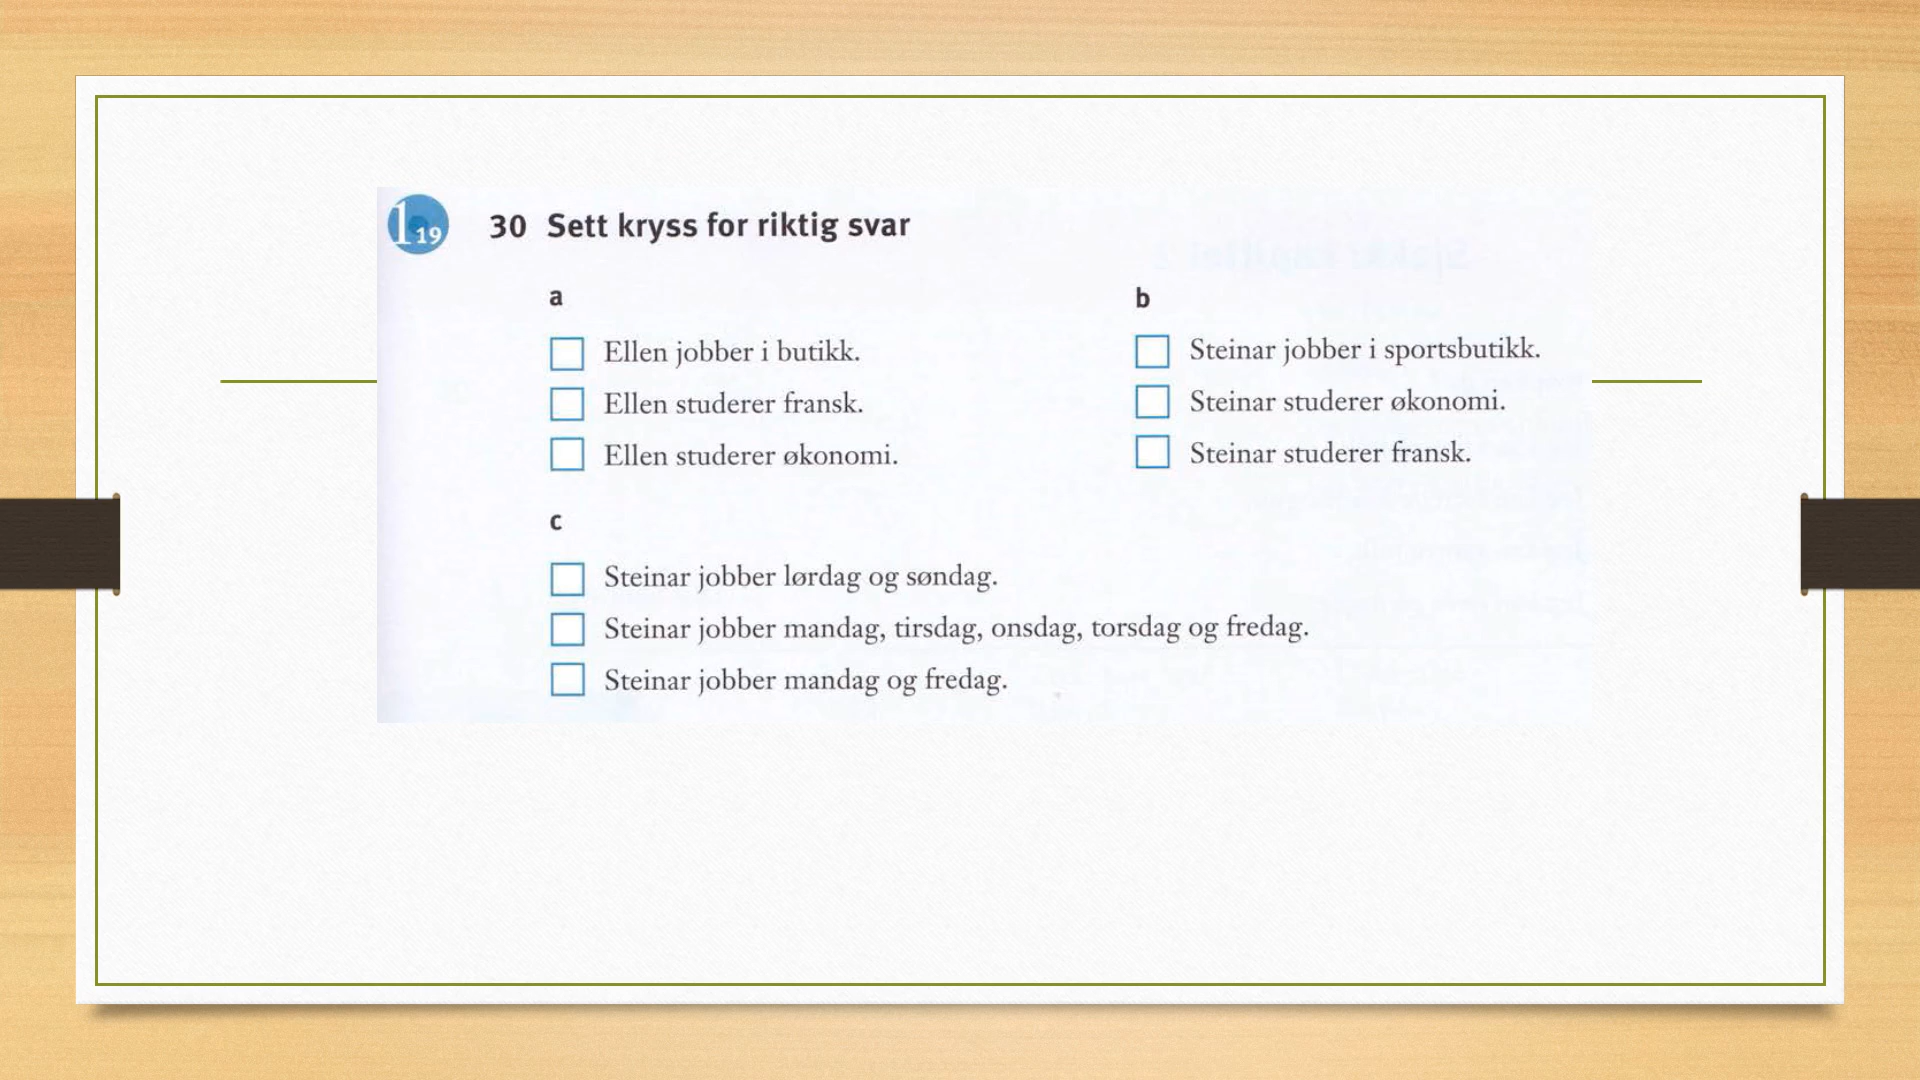 1 19
30 Sett kryss for riktig svar
a
Ellen jobber i butikk.
Ellen studerer fransk.
Ellen studerer økonomi.
b
Steinar jobber i sportsbutikk.
Steinar studerer økonomi.
Steinar studerer fransk.
c
Steinar jobber lørdag og søndag.
Steinar jobber mandag, tirsdag, onsdag, torsdag og fredag.
Steinar jobber mandag og fredag.